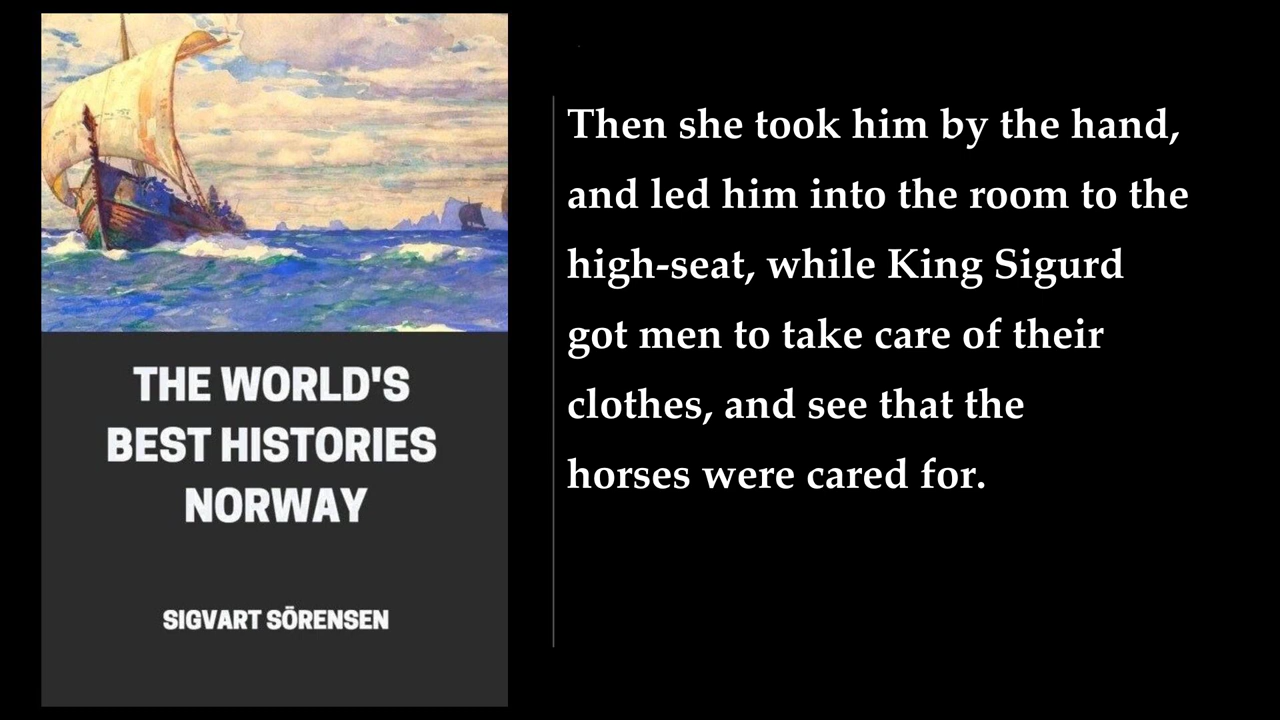 THE WORLD'S
BEST HISTORIES
NORWAY
SIGVART SÖRENSEN
Then she took him by the hand,
and led him into the room to the
high-seat, while King Sigurd
got men to take care of their
clothes, and see that the
horses were cared for.